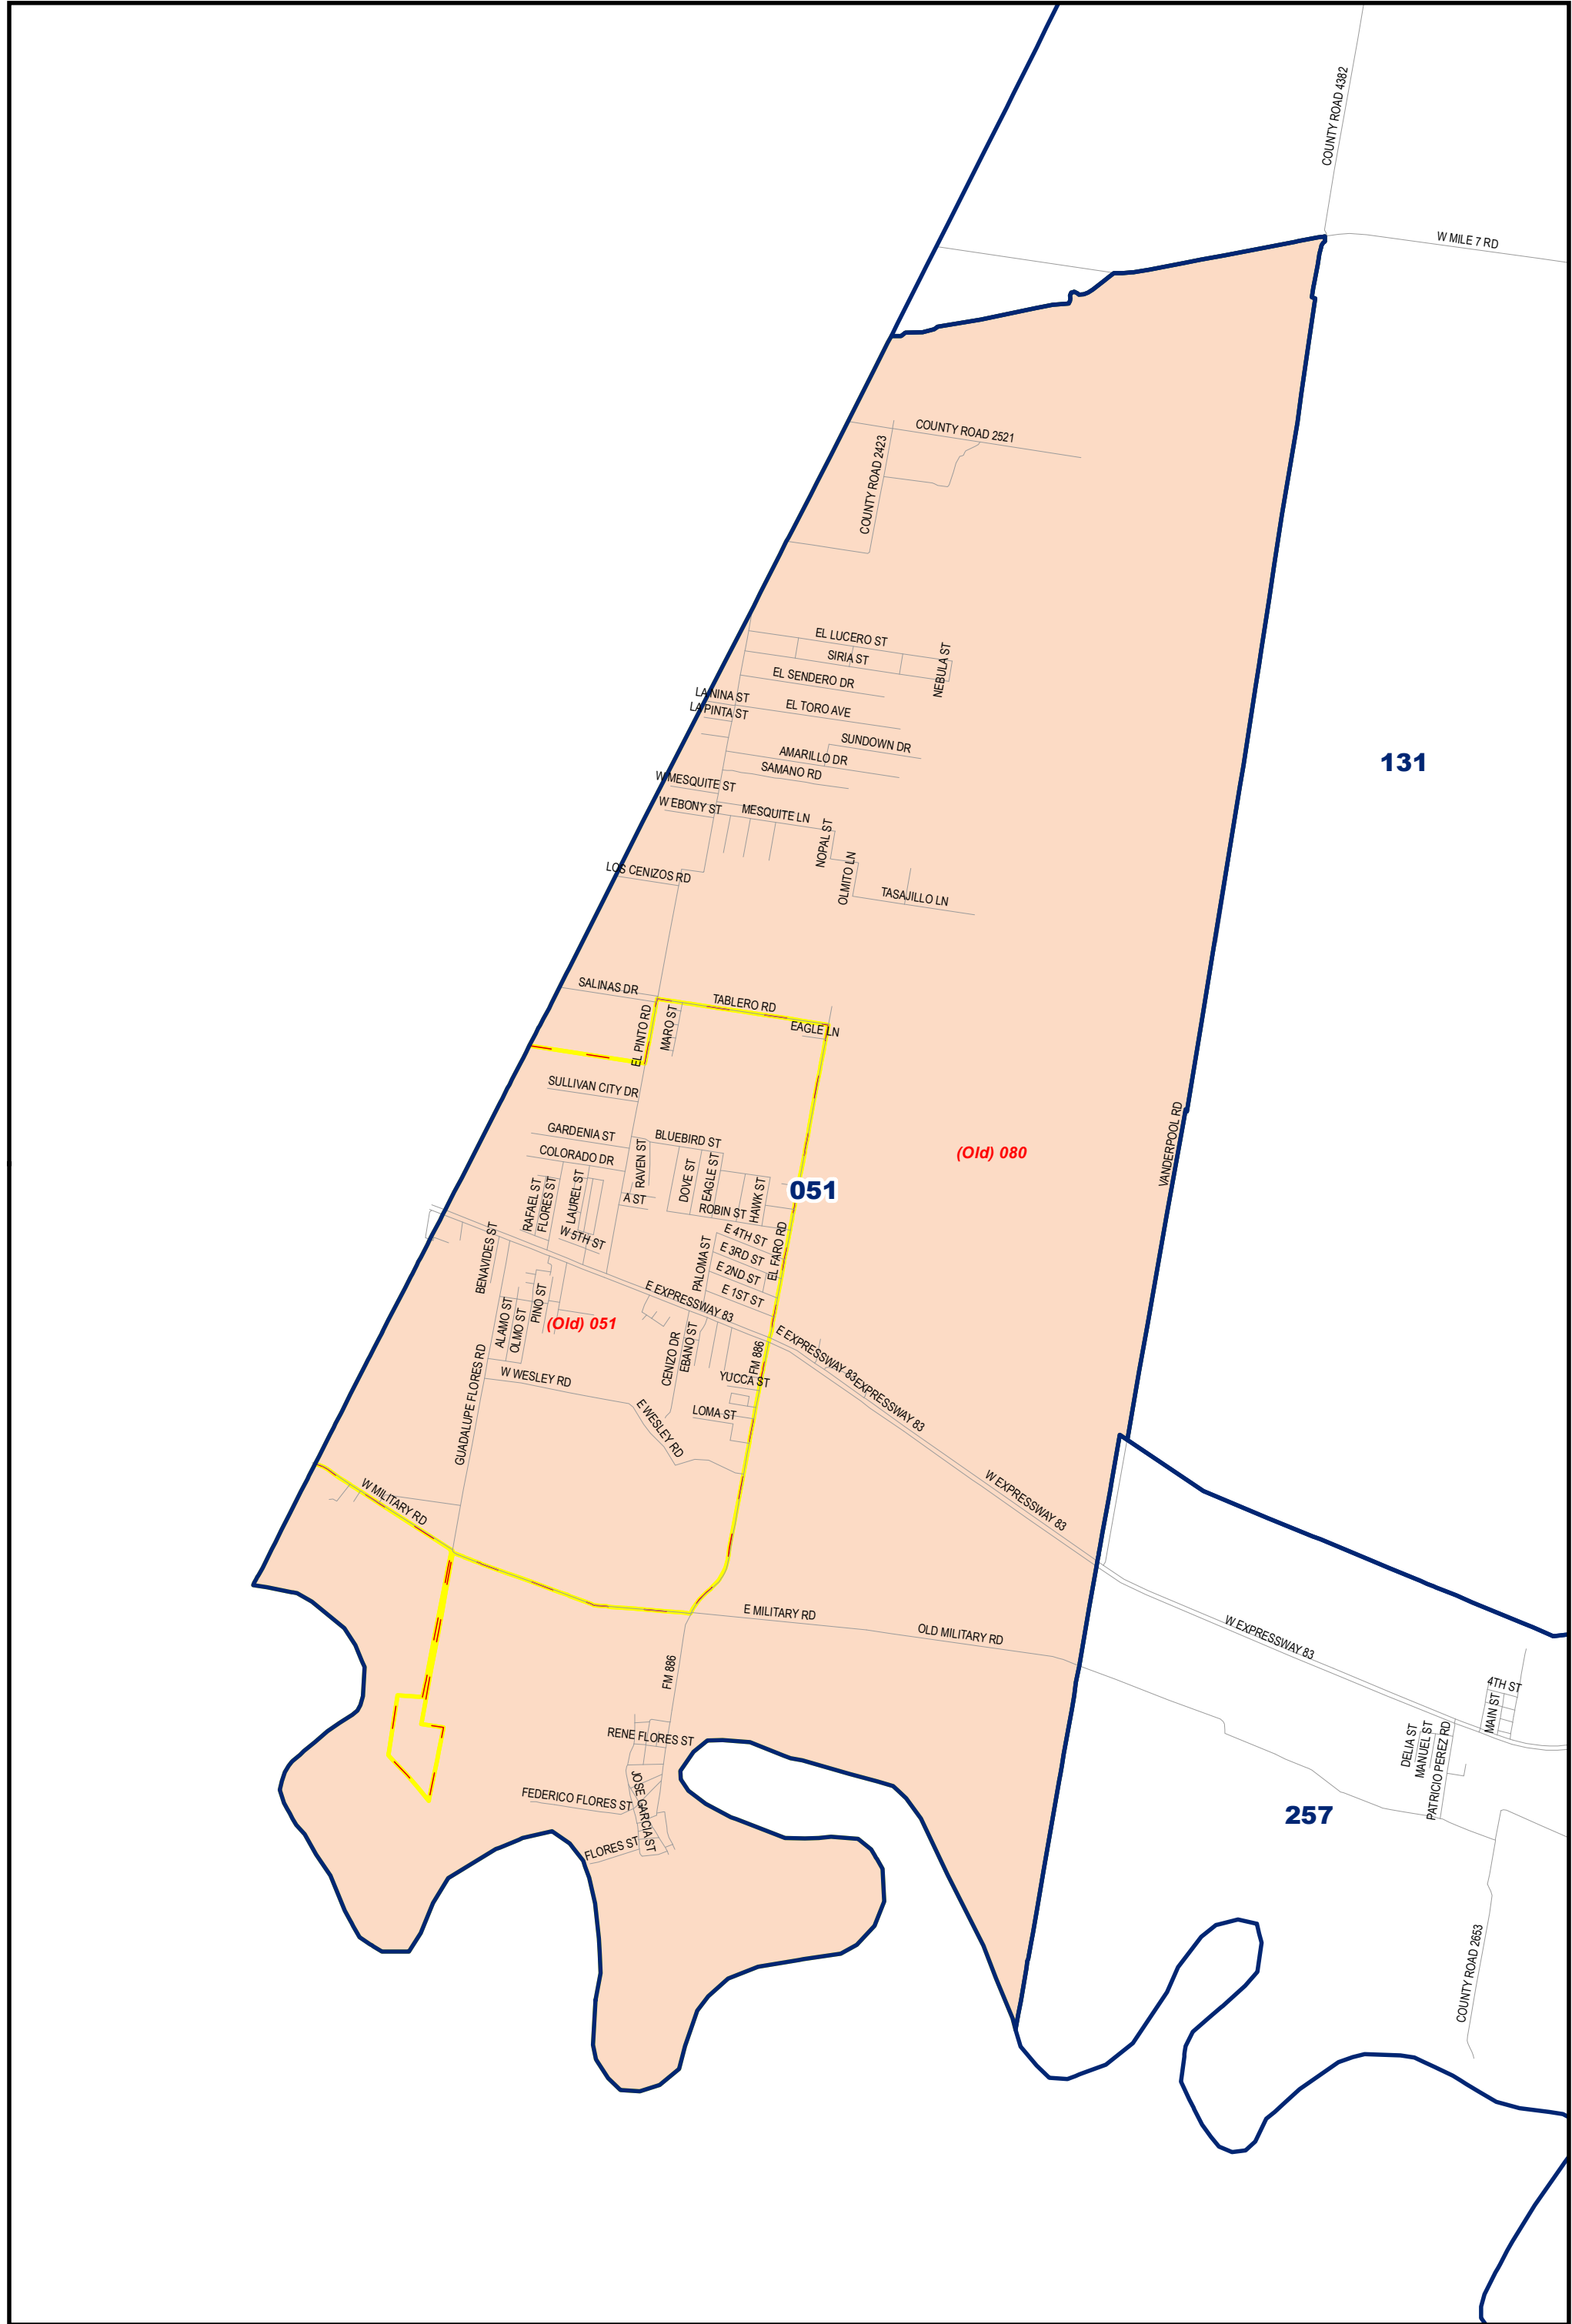 COUNTY ROAD 4382
W MILE 7 RD
COUNTY ROAD 2521
COUNTY ROAD 2423
EL LUCERO ST
SIRIA ST
NEBULA ST
EL SENDERO DR
LA NINA ST
EL TORO AVE
LA PINTA ST
SUNDOWN DR
AMARILLO DR
SAMANO RD
131
W MESQUITE ST
W EBONY ST
MESQUITE LN
NOPAL ST
OLMITO LN
LOS CENIZOS RD
TASAJILLO LN
SALINAS DR
TABLERO RD
EL PINTO RD
MARO ST
EAGLE LN
SULLIVAN CITY DR
GARDENIA ST
BLUEBIRD ST
COLORADO DR
RAVEN ST
DOVE ST
EAGLE ST
VANDERPOOL RD
(Old) 080
051
RAFAEL ST
FLORES ST
LAUREL ST
A ST
HAWK ST
ROBIN ST
W 5TH ST
E 4TH ST
E 3RD ST
E 2ND ST
E 1ST ST
EL FARO RD
PALOMA ST
BENAVIDES ST
E EXPRESSWAY 83
ALAMO ST
OLMO ST
PINO ST
(Old) 051
CENIZO DR
EBANO ST
FM 886
E EXPRESSWAY 83
EXPRESSWAY 83
YUCCA ST
W WESLEY RD
GUADALUPE FLORES RD
LOMA ST
E WESLEY RD
W MILITARY RD
W EXPRESSWAY 83
E MILITARY RD
OLD MILITARY RD
W EXPRESSWAY 83
FM 886
4TH ST
MAIN ST
RENE FLORES ST
DELIA ST
MANUEL ST
PATRICIO PEREZ RD
JOSE GARCIA ST
FEDERICO FLORES ST
257
FLORES ST
COUNTY ROAD 2653